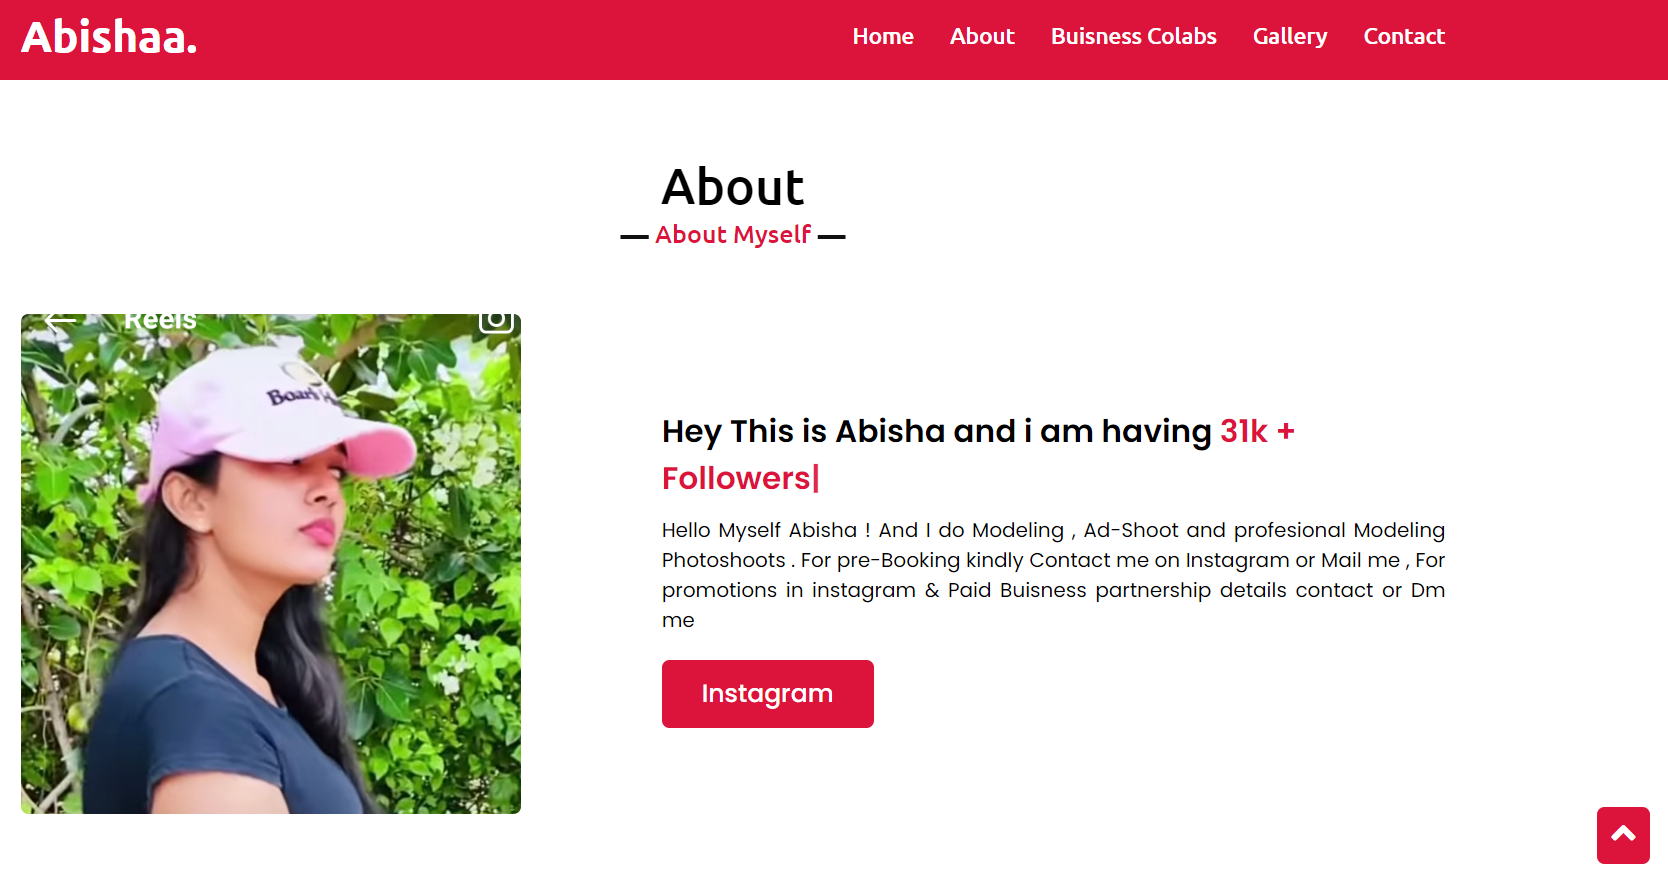 Abishaa.
Home About Buisness Colabs Gallery Contact
About
About Myself
Reels
Hey This is Abisha and i am having 31k +
Followers|
Hello Myself Abisha ! And I do Modeling , Ad-Shoot and profesional Modeling
Photoshoots . For pre-Booking kindly Contact me on Instagram or Mail me , For
promotions in instagram & Paid Buisness partnership details contact or Dm
me
Instagram